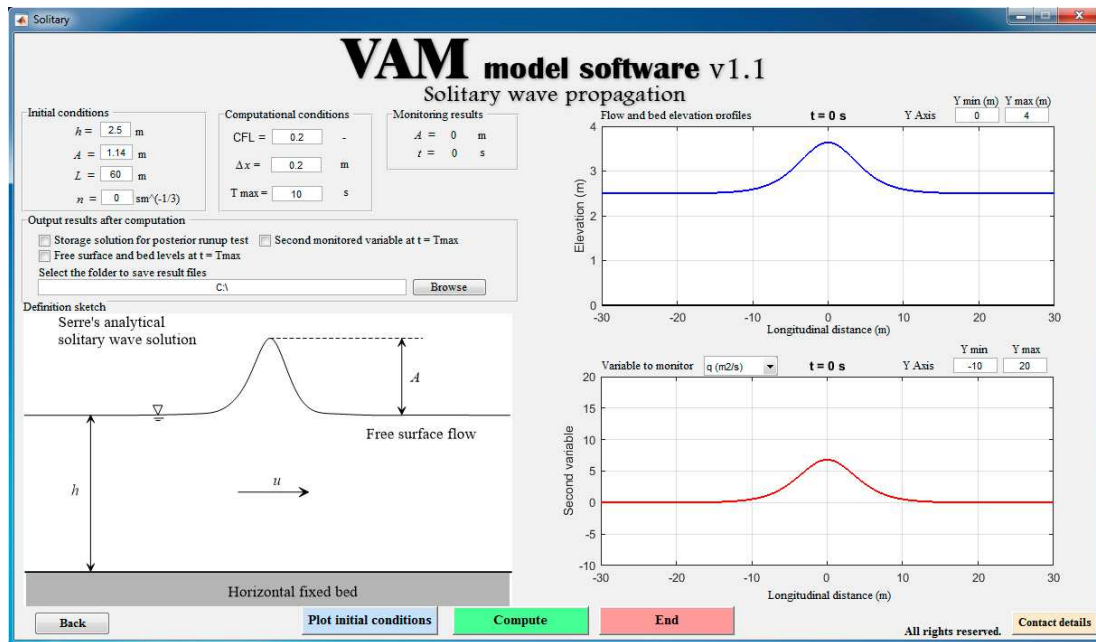 Solitary
VAM model software v1.1
Solitary wave propagation
Initial conditions
h = 2.5 m
A = 1.14 m
L = 60 m
n = 0 sm^(-1/3)
Computational conditions
CFL = 0.2 -
Δx = 0.2 m
T max = 10 s
Monitoring results
A = 0 m
t = 0 s
Output results after computation
Storage solution for posterior runup test
Second monitored variable at t = Tmax
Free surface and bed levels at t = Tmax
Select the folder to save result files
C:\
Browse
Definition sketch
Serre's analytical
solitary wave solution
A
Free surface flow
h
u
Horizontal fixed bed
Y min (m) Y max (m)
Flow and bed elevation profiles t = 0 s Y Axis 0 4
4
3
2
1
0
Elevation (m)
-30 -20 -10 0 10 20 30
Longitudinal distance (m)
Y min Y max
Variable to monitor q (m2/s) t = 0 s Y Axis -10 20
20
15
10
5
0
-5
-10
Second variable
-30 -20 -10 0 10 20 30
Longitudinal distance (m)
Back
Plot initial conditions
Compute
End
All rights reserved.
Contact details